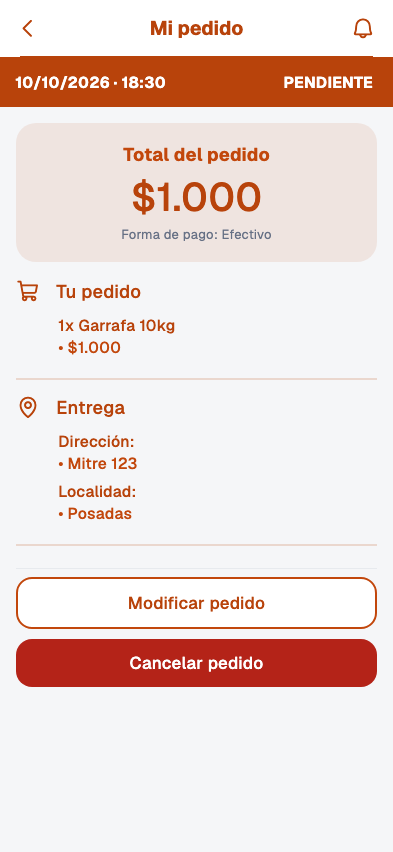 Mi pedido
10/10/2026 · 18:30 PENDIENTE
Total del pedido
$1.000
Forma de pago: Efectivo
Tu pedido
1x Garrafa 10kg
• $1.000
Entrega
Dirección:
• Mitre 123
Localidad:
• Posadas
Modificar pedido
Cancelar pedido